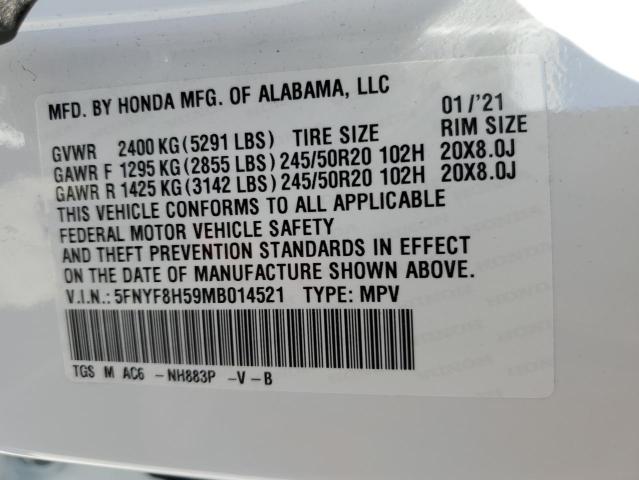 MFD. BY HONDA MFG. OF ALABAMA, LLC 01/'21
GVWR 2400 KG(5291 LBS) TIRE SIZE RIM SIZE
GAWR F 1295 KG(2855 LBS)245/50R20 102H 20X8.0J
GAWR R 1425 KG(3142 LBS)245/50R20 102H 20X8.0J
THIS VEHICLE CONFORMS TO ALL APPLICABLE
FEDERAL MOTOR VEHICLE SAFETY
AND THEFT PREVENTION STANDARDS IN EFFECT
ON THE DATE OF MANUFACTURE SHOWN ABOVE.
V.I.N.: 5FNYF8H59MB014521 TYPE: MPV
TGS M AC6 -NH883P -V-B